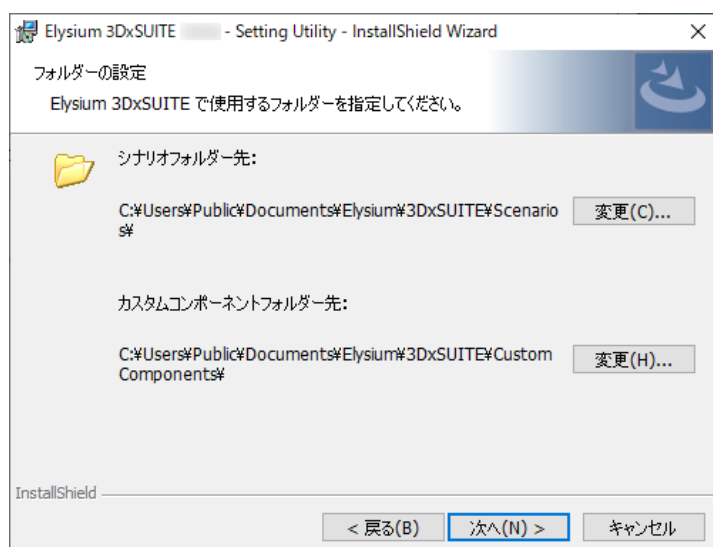 Elysium 3DxSUITE - Setting Utility - InstallShield Wizard
フォルダーの設定
Elysium 3DxSUITE で使用するフォルダーを指定してください。
シナリオフォルダー先:
C:¥Users¥Public¥Documents¥Elysium¥3DxSUITE¥Scenario
s¥
変更(C)...
カスタムコンポーネントフォルダー先:
C:¥Users¥Public¥Documents¥Elysium¥3DxSUITE¥Custom
Components¥
変更(H)...
InstallShield
< 戻る(B)
次へ(N) >
キャンセル